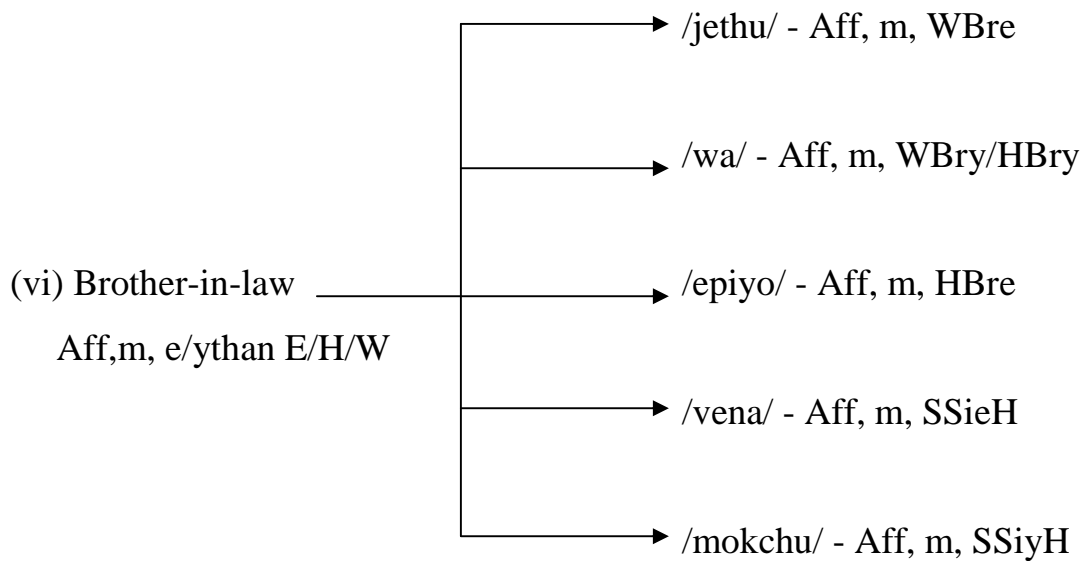 /jethu/ - Aff, m, WBre
/wa/ - Aff, m, WBry/HBry
(vi) Brother-in-law
/epiyo/ - Aff, m, HBre
Aff,m, e/ythan E/H/W
/vena/ - Aff, m, SSieH
/mokchu/ - Aff, m, SSiyH